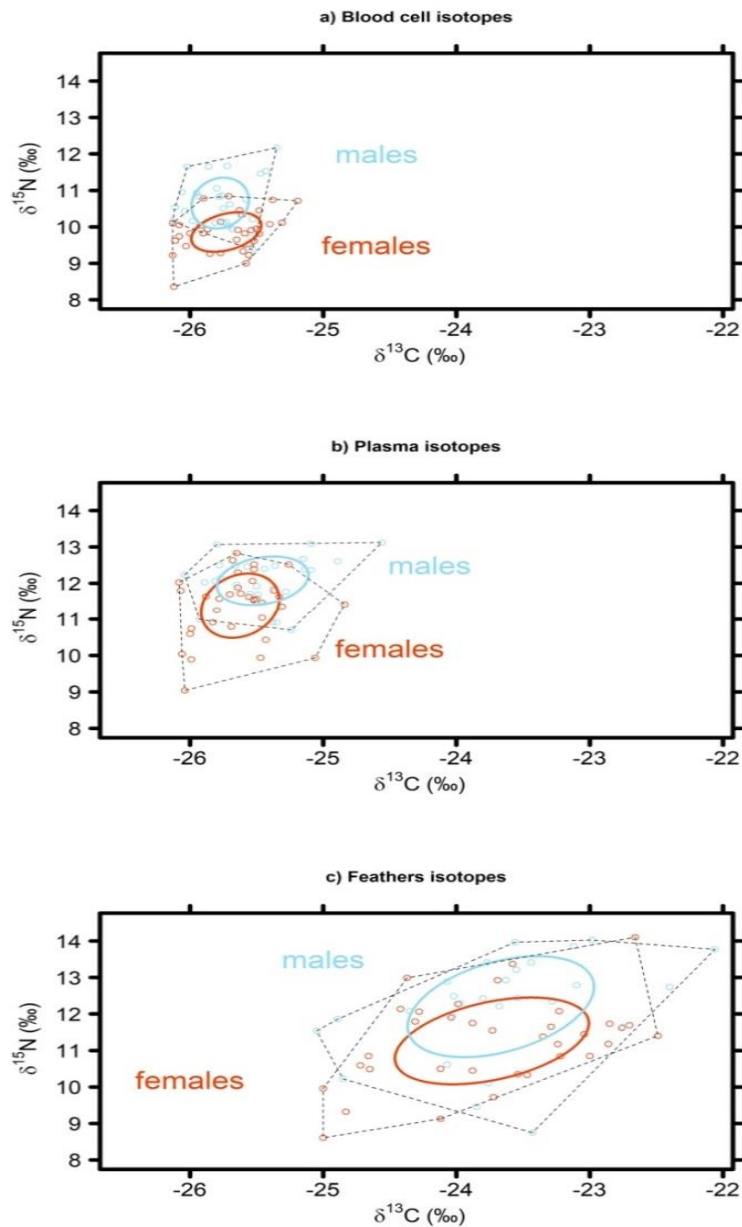 a) Blood cell isotopes
14
13
12
11
10
9
8
δ15N (‰)
males
females
-26 -25 -24 -23 -22
δ13C (‰)
b) Plasma isotopes
14
13
12
11
10
9
8
δ15N (‰)
males
females
-26 -25 -24 -23 -22
δ13C (‰)
c) Feathers isotopes
14
13
12
11
10
9
8
δ15N (‰)
males
females
-26 -25 -24 -23 -22
δ13C (‰)